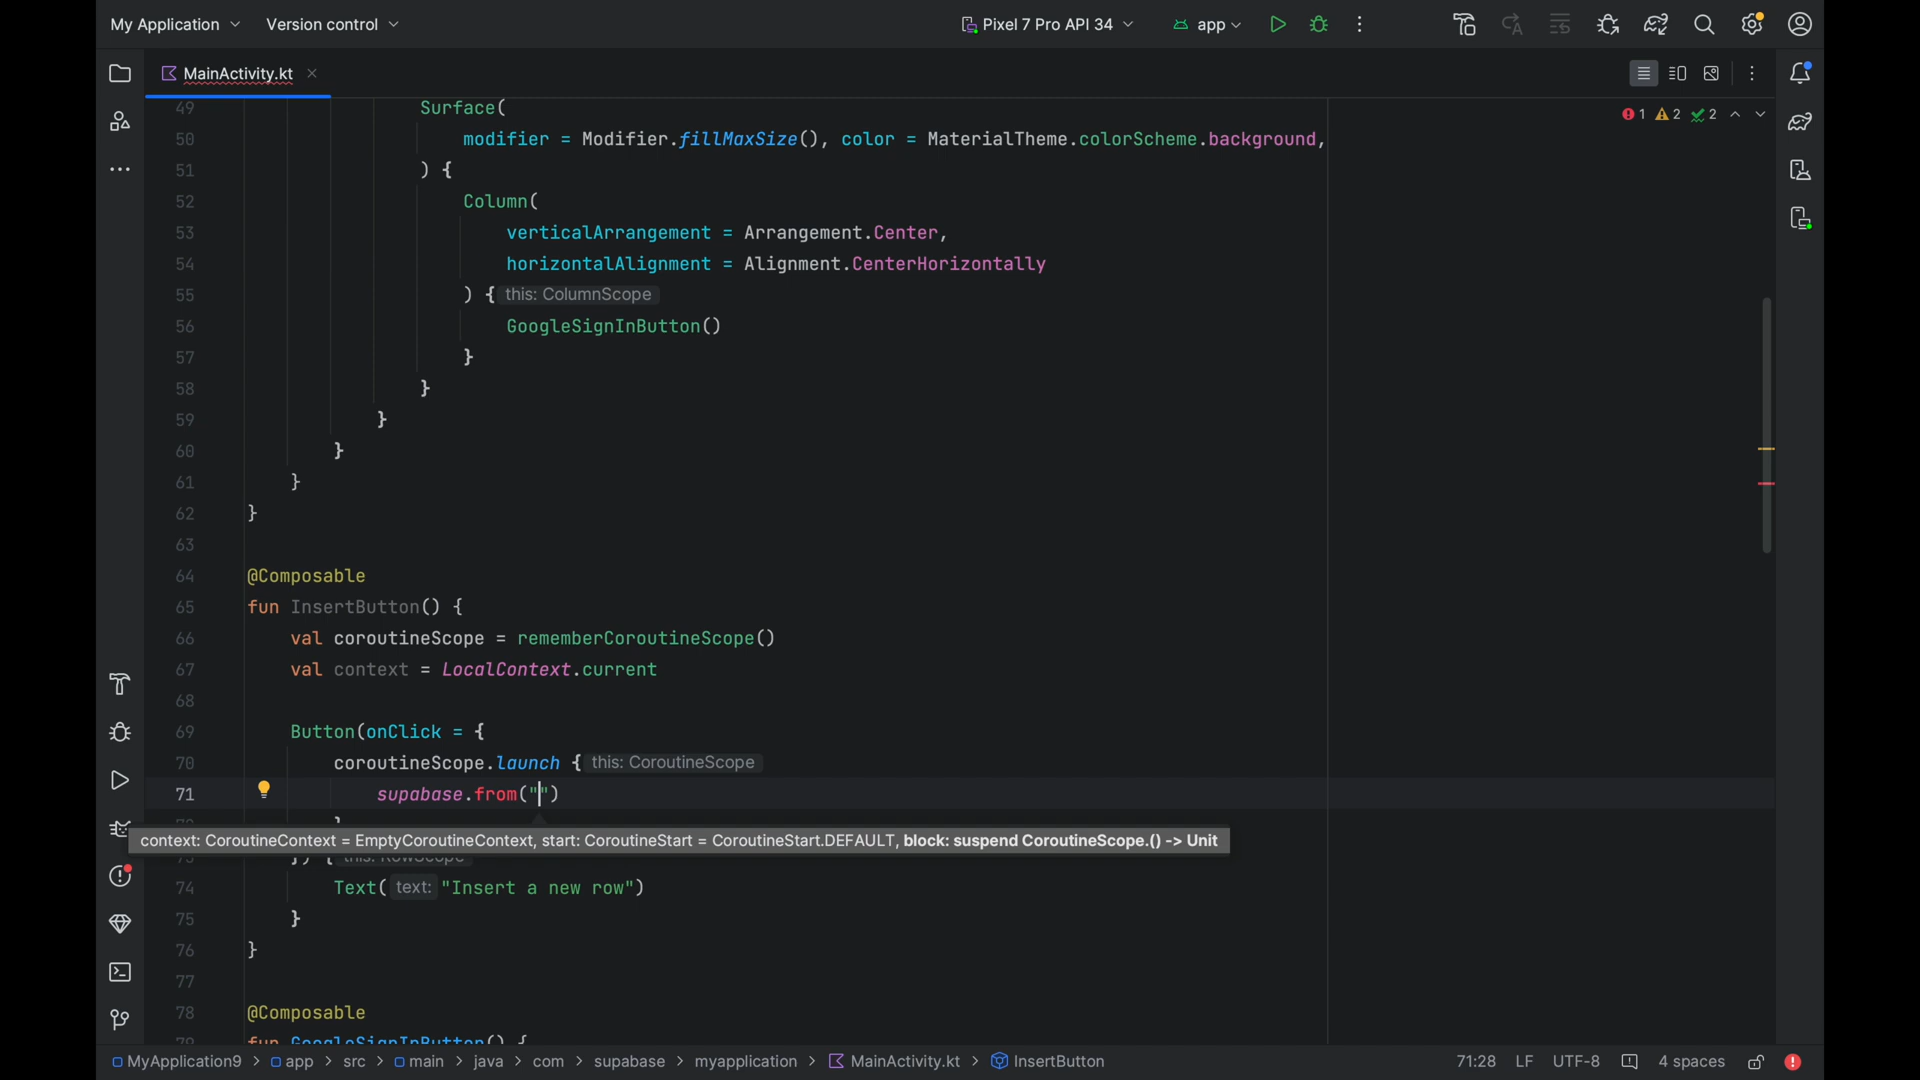 My Application
Version control
Pixel 7 Pro API 34
app
MainActivity.kt
1 2 2
49 Surface(
50 modifier = Modifier.fillMaxSize(), color = MaterialTheme.colorScheme.background,
51 ) {
52 Column(
53 verticalArrangement = Arrangement.Center,
54 horizontalAlignment = Alignment.CenterHorizontally
55 ) { this: ColumnScope
56 GoogleSignInButton()
57 }
58 }
59 }
60 }
61 }
62 }
63
64 @Composable
65 fun InsertButton() {
66 val coroutineScope = rememberCoroutineScope()
67 val context = LocalContext.current
68
69 Button(onClick = {
70 coroutineScope.launch { this: CoroutineScope
71 supabase.from("")
context: CoroutineContext = EmptyCoroutineContext, start: CoroutineStart = CoroutineStart.DEFAULT, block: suspend CoroutineScope.() -> Unit
73 }) { this: RowScope
74 Text( text: "Insert a new row")
75 }
76 }
77
78 @Composable
79 fun GoogleSignInButton() {
MyApplication9 > app > src > main > java > com > supabase > myapplication > MainActivity.kt > InsertButton
71:28 LF UTF-8 4 spaces